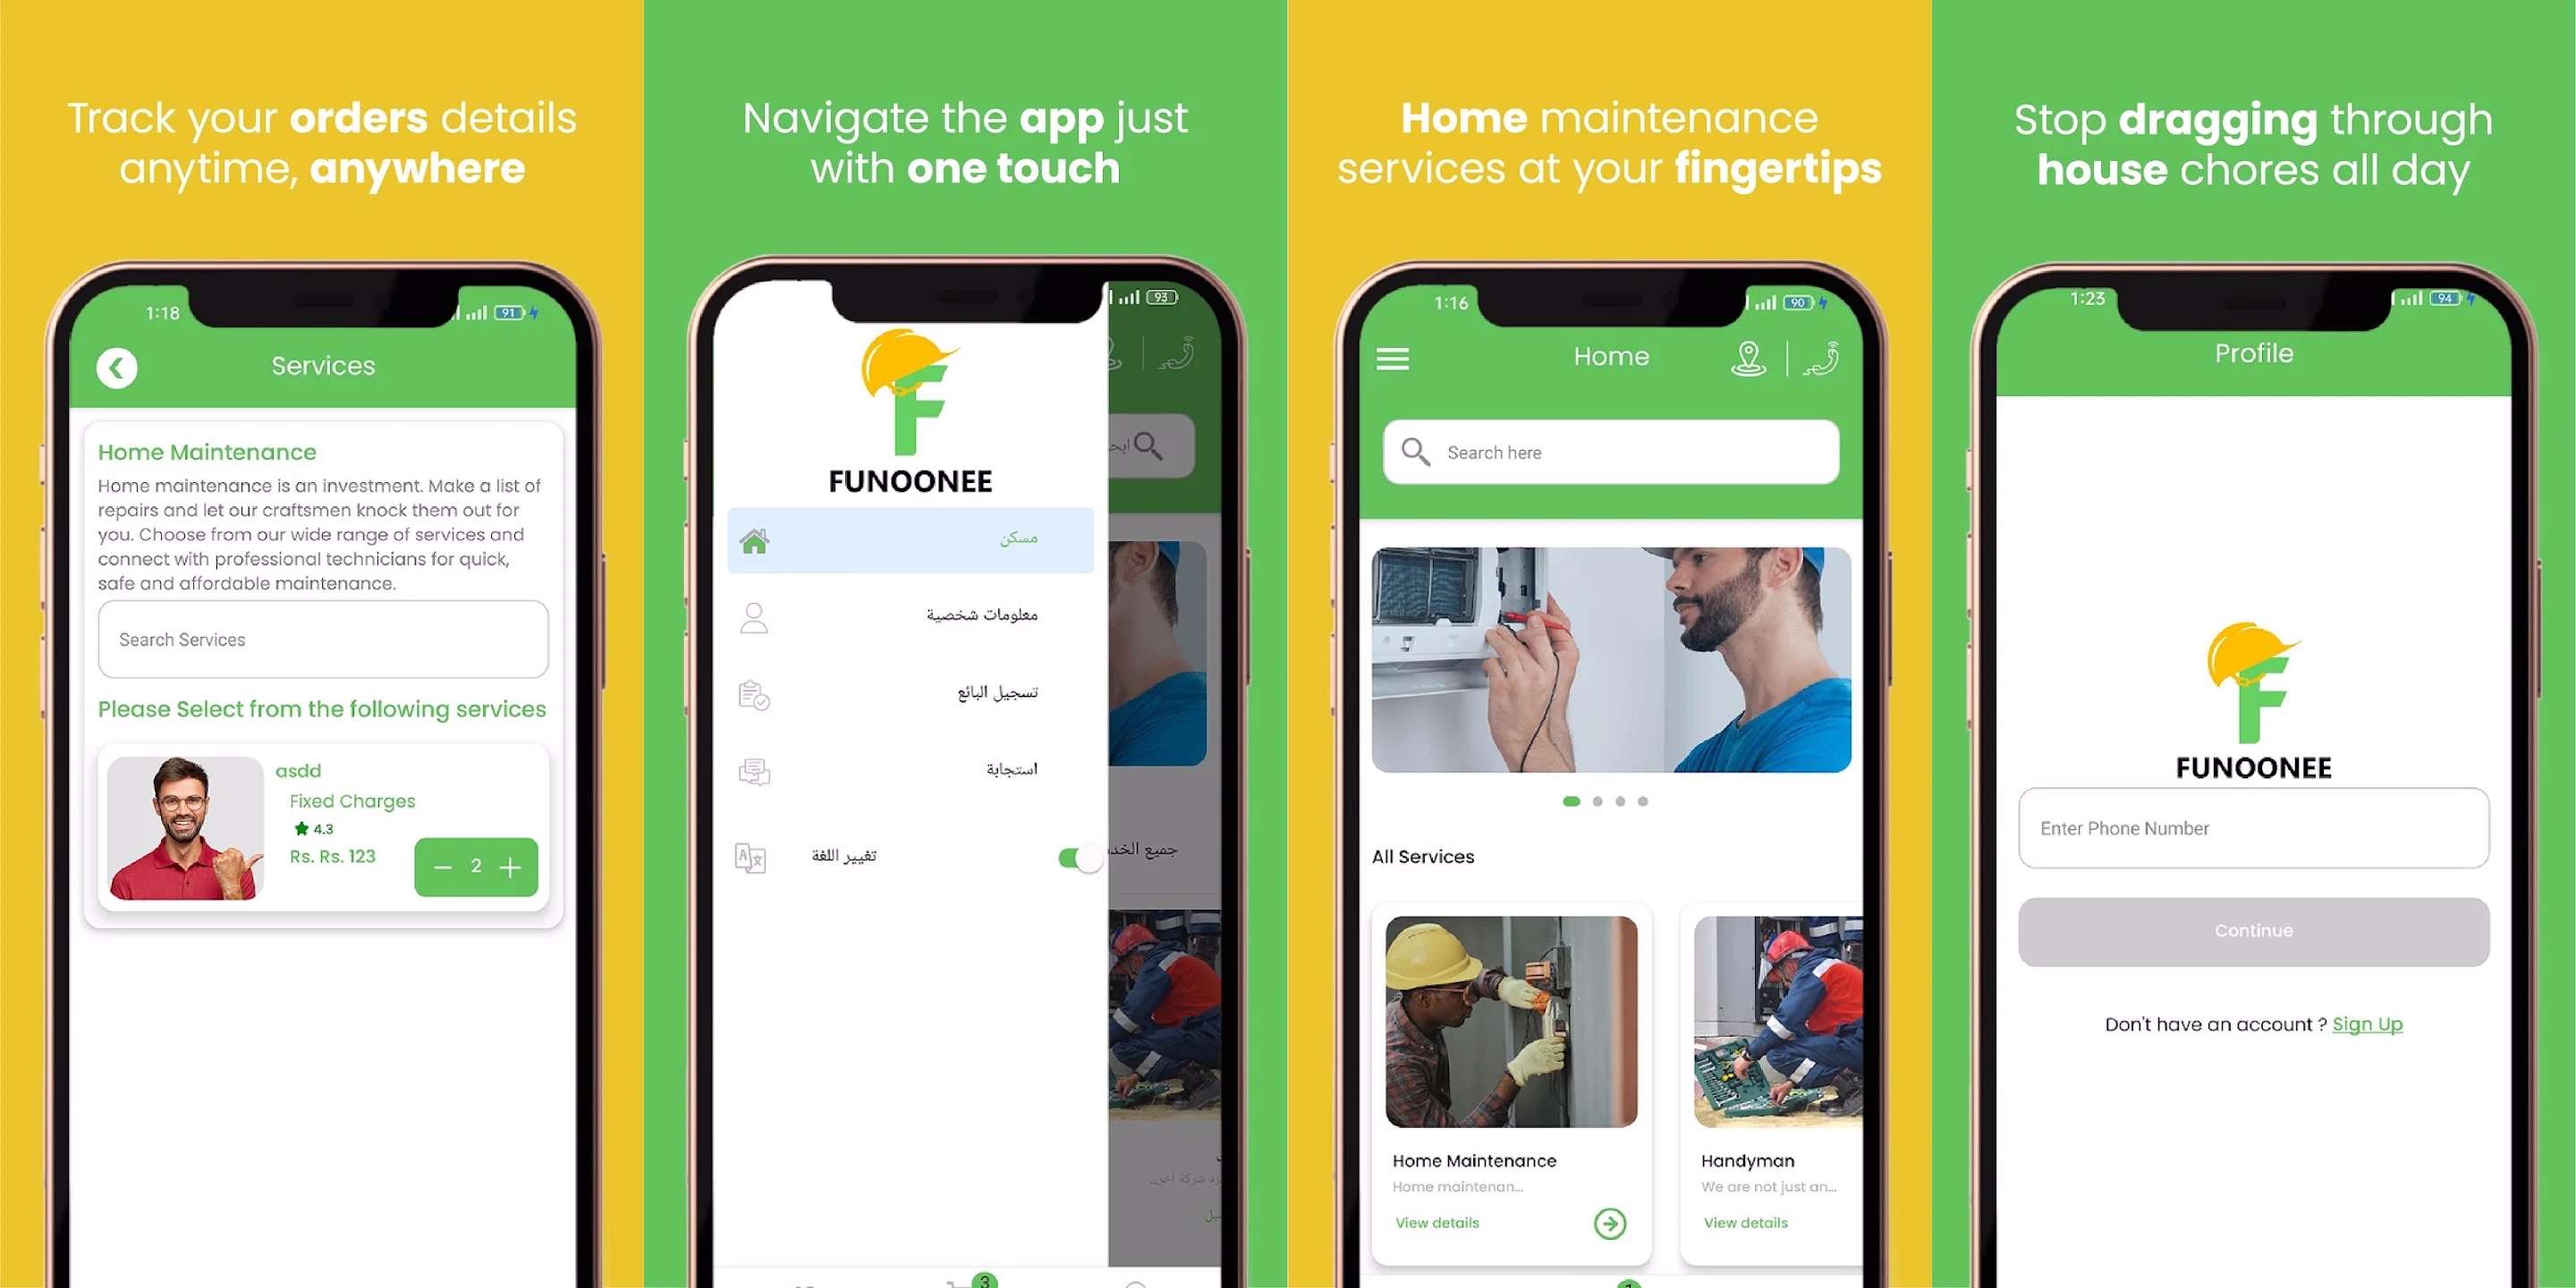 Track your orders details
anytime, anywhere
1:18
91
Services
Home Maintenance
Home maintenance is an investment. Make a list of
repairs and let our craftsmen knock them out for
you. Choose from our wide range of services and
connect with professional technicians for quick,
safe and affordable maintenance.
Search Services
Please Select from the following services
asdd
Fixed Charges
4.3
Rs. Rs. 123
2
Navigate the app just
with one touch
93
FUNOONEE
مسكن
معلومات شخصية
تسجيل البائع
استجابة
تغيير اللغة
جميع
شركة آخر...
3
Home maintenance
services at your fingertips
1:16
90
Home
Search here
All Services
Home Maintenance
Home maintenan...
View details
Handyman
We are not just an...
View details
1
Stop dragging through
house chores all day
1:23
94
Profile
FUNOONEE
Enter Phone Number
Continue
Don't have an account ? Sign Up